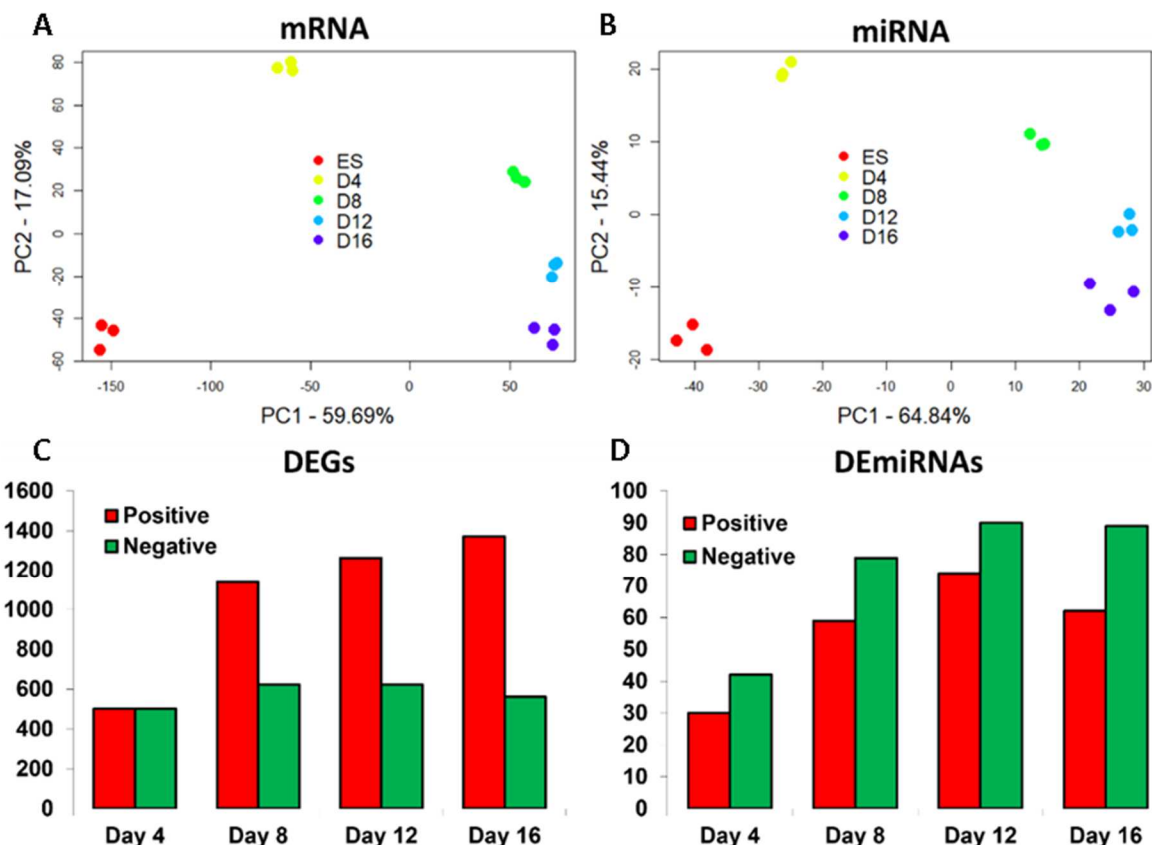 A
mRNA
PC2 - 17.09%
80
60
40
20
0
-20
-40
-60
ES
D4
D8
D12
D16
-150
-100
-50
0
50
PC1 - 59.69%
B
miRNA
PC2 - 15.44%
20
10
0
-10
-20
ES
D4
D8
D12
D16
-40
-30
-20
-10
0
10
20
30
PC1 - 64.84%
C
DEGs
1600
1400
1200
1000
800
600
400
200
0
Positive
Negative
Day 4
Day 8
Day 12
Day 16
D
DEmiRNAs
100
90
80
70
60
50
40
30
20
10
0
Positive
Negative
Day 4
Day 8
Day 12
Day 16